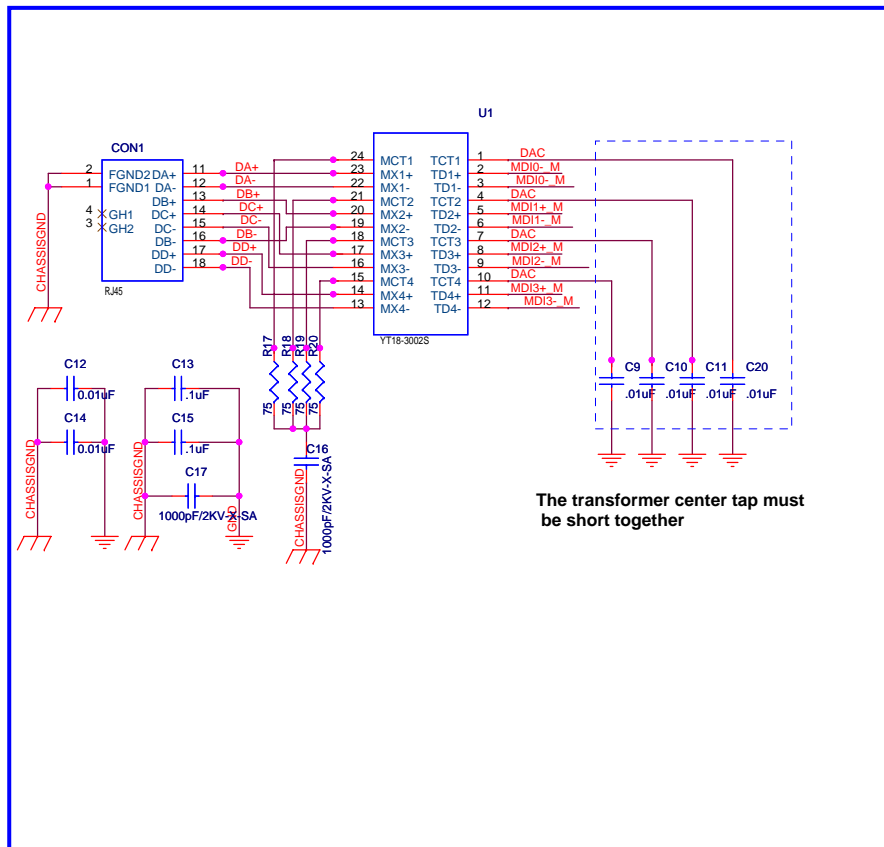 U1
CON1
2 FGND2 DA+ 11 DA+
1 FGND1 DA- 12 DA-
DB+ 13 DB+
4 GH1 DC+ 14 DC+
3 GH2 DC- 15 DC-
DB- 16 DB-
DD+ 17 DD+
DD- 18 DD-
RJ45
CHASSISGND
24 MCT1 TCT1 1 DAC
23 MX1+ TD1+ 2 MDI0-_M
22 MX1- TD1- 3 MDI0-_M
21 MCT2 TCT2 4 DAC
20 MX2+ TD2+ 5 MDI1+_M
19 MX2- TD2- 6 MDI1-_M
18 MCT3 TCT3 7 DAC
17 MX3+ TD3+ 8 MDI2+_M
16 MX3- TD3- 9 MDI2-_M
15 MCT4 TCT4 10 DAC
14 MX4+ TD4+ 11 MDI3+_M
13 MX4- TD4- 12 MDI3-_M
YT18-3002S
R17 R18 R19 R20
75 75 75 75
C12
0.01uF
C14
0.01uF
CHASSISGND
C13
.1uF
C15
.1uF
C17
1000pF/2KV-X-SA
CHASSISGND
GND
C16
1000pF/2KV-X-SA
CHASSISGND
C9 C10 C11 C20
.01uF .01uF .01uF .01uF
The transformer center tap must
be short together